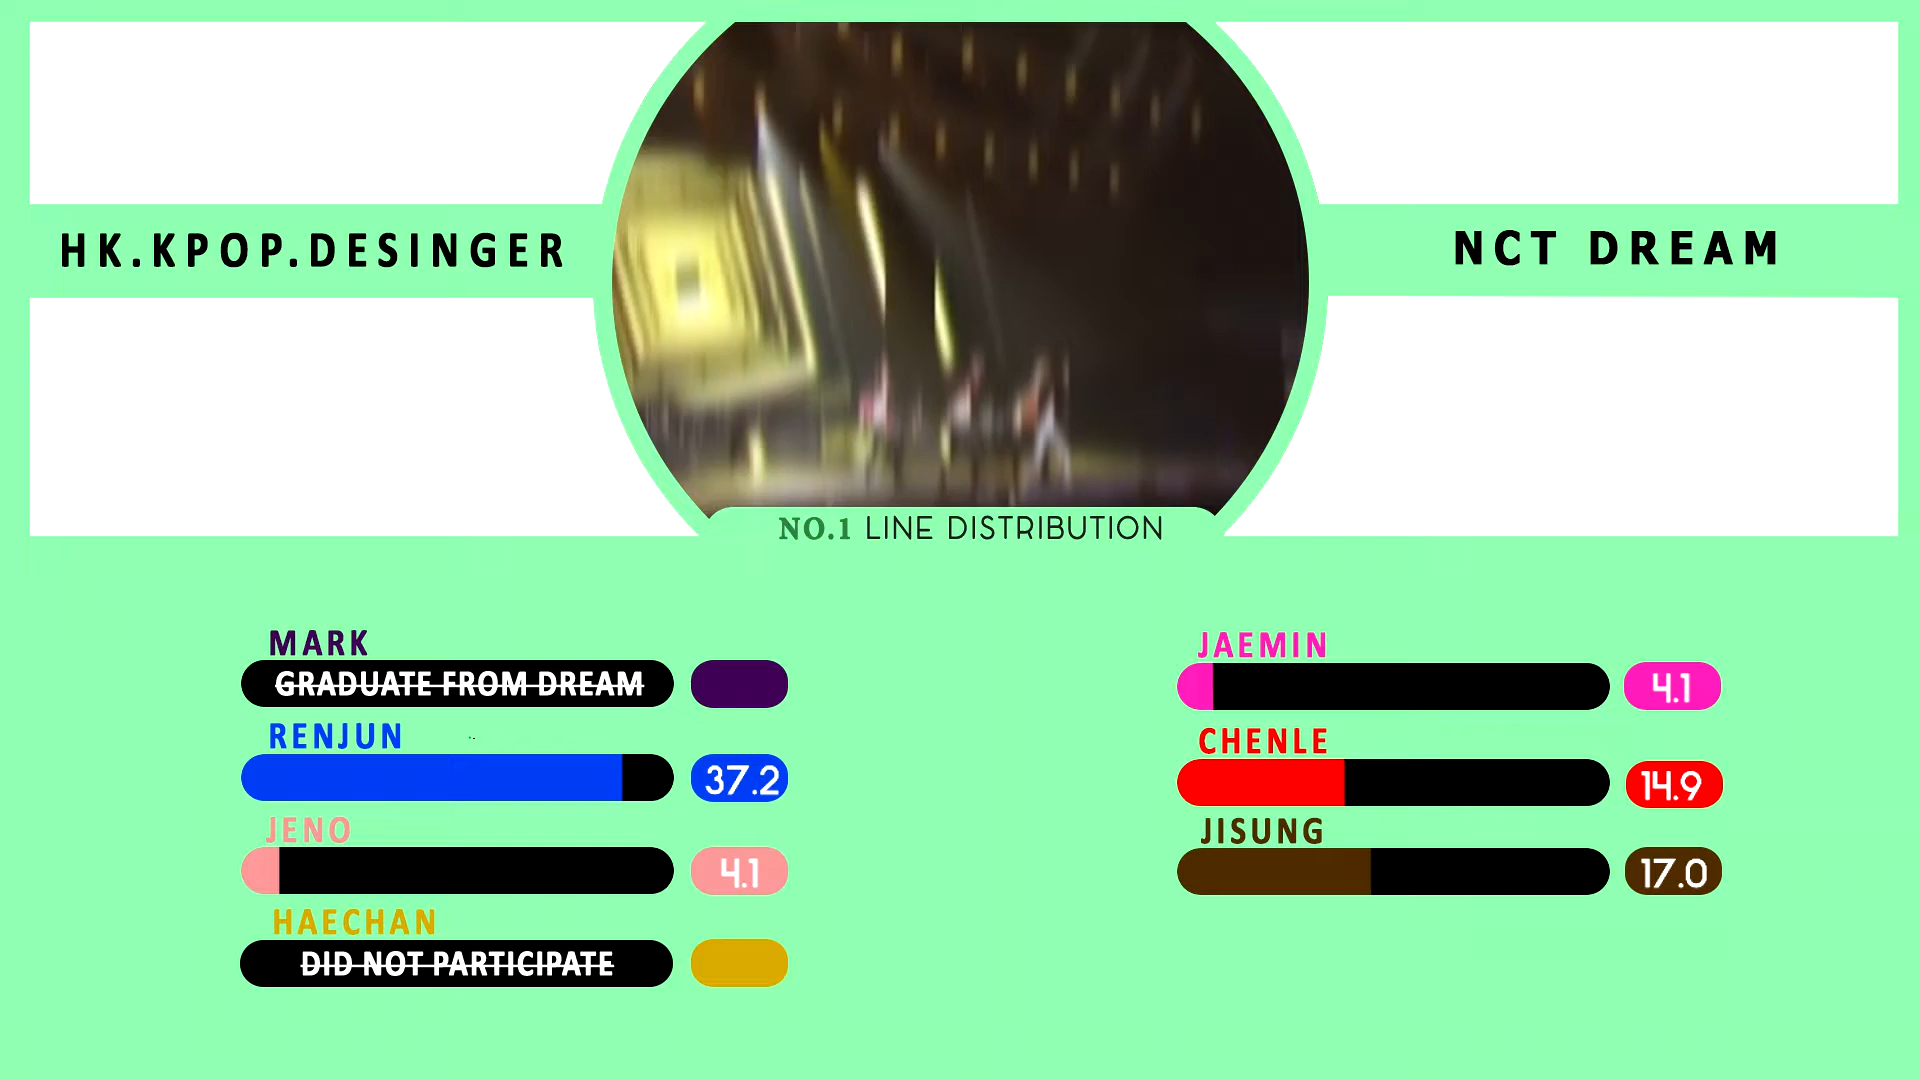 HK.KPOP.DESINGER
NCT DREAM
NO.1 LINE DISTRIBUTION
MARK
GRADUATE FROM DREAM
RENJUN
37.2
JENO
4.1
HAECHAN
DID NOT PARTICIPATE
JAEMIN
4.1
CHENLE
14.9
JISUNG
17.0